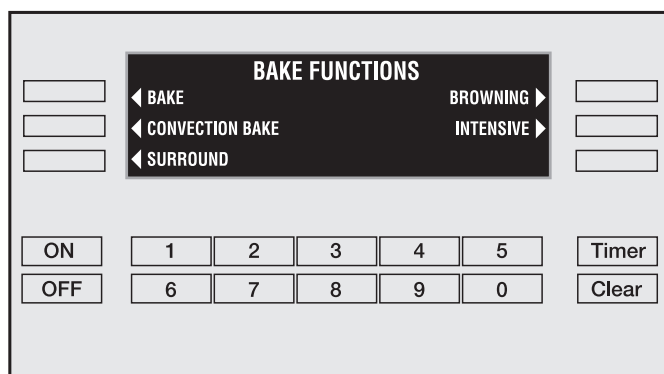 BAKE FUNCTIONS
BAKE BROWNING
CONVECTION BAKE INTENSIVE
SURROUND
ON 1 2 3 4 5 Timer
OFF 6 7 8 9 0 Clear